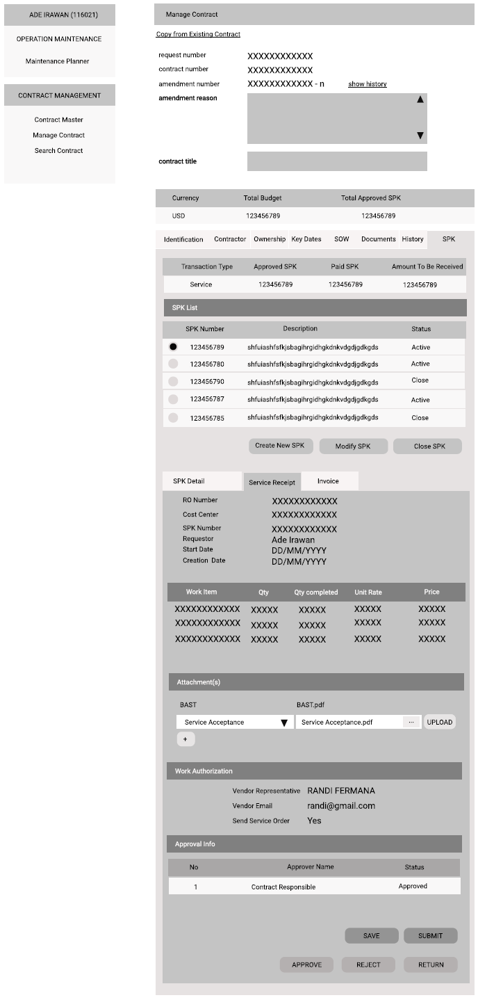 ADE IRAWAN (116021)
OPERATION MAINTENANCE
Maintenance Planner
CONTRACT MANAGEMENT
Contract Master
Manage Contract
Search Contract
Manage Contract
Copy from Existing Contract
request number XXXXXXXXXXXX
contract number XXXXXXXXXXXX
amendment number XXXXXXXXXXXX - n show history
amendment reason
contract title
Currency Total Budget Total Approved SPK
USD 123456789 123456789
Identification Contractor Ownership Key Dates SOW Documents History SPK
Transaction Type Approved SPK Paid SPK Amount To Be Received
Service 123456789 123456789 123456789
SPK List
SPK Number Description Status
123456789 shfuiashfsfkjsbagihrgidhgkdnkvdgdjgdkgds Active
123456780 shfuiashfsfkjsbagihrgidhgkdnkvdgdjgdkgds Active
123456790 shfuiashfsfkjsbagihrgidhgkdnkvdgdjgdkgds Close
123456787 shfuiashfsfkjsbagihrgidhgkdnkvdgdjgdkgds Active
123456785 shfuiashfsfkjsbagihrgidhgkdnkvdgdjgdkgds Close
Create New SPK Modify SPK Close SPK
SPK Detail Service Receipt Invoice
RO Number XXXXXXXXXXXX
Cost Center XXXXXXXXXXXX
SPK Number XXXXXXXXXXXX
Requestor Ade Irawan
Start Date DD/MM/YYYY
Creation Date DD/MM/YYYY
Work Item Qty Qty completed Unit Rate Price
XXXXXXXXXXXX XXXXX XXXXX XXXXX XXXXX
XXXXXXXXXXXX XXXXX XXXXX XXXXX XXXXX
XXXXXXXXXXXX XXXXX XXXXX XXXXX XXXXX
Attachment(s)
BAST BAST.pdf
Service Acceptance Service Acceptance.pdf ... UPLOAD
+
Work Authorization
Vendor Representative RANDI FERMANA
Vendor Email randi@gmail.com
Send Service Order Yes
Approval Info
No Approver Name Status
1 Contract Responsible Approved
SAVE SUBMIT
APPROVE REJECT RETURN